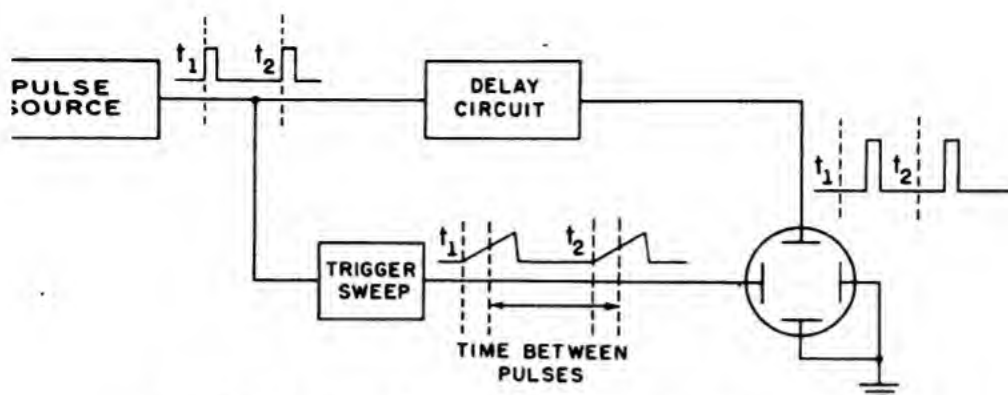 t1 t2
PULSE
SOURCE
DELAY
CIRCUIT
t1 t2
t1 t2
TRIGGER
SWEEP
TIME BETWEEN
PULSES